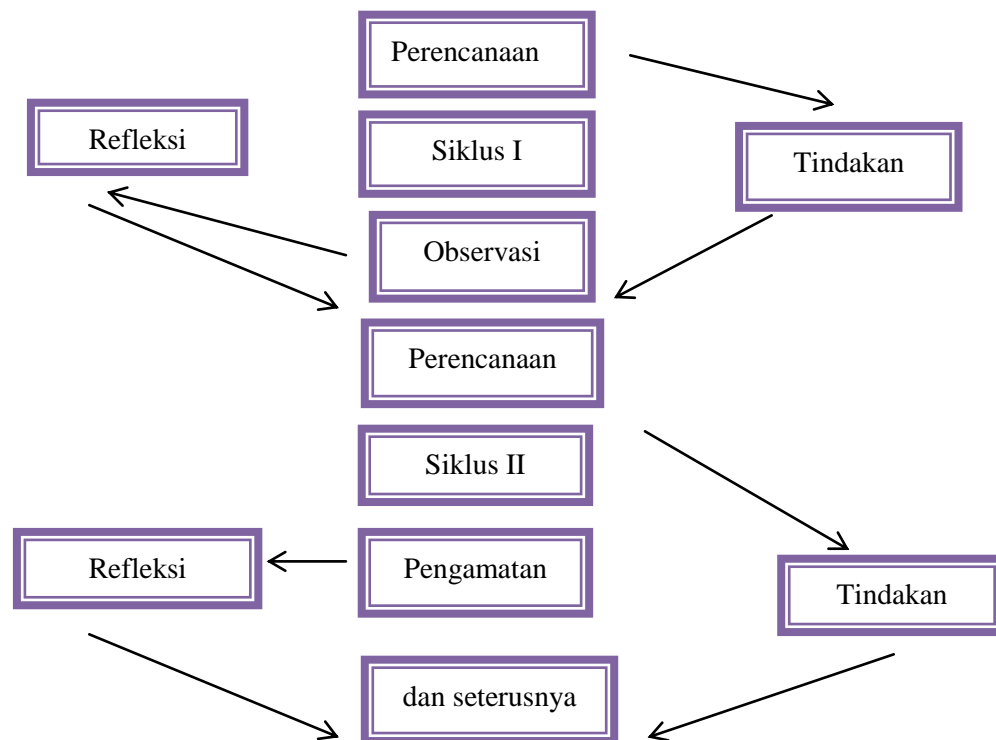 Perencanaan
Refleksi
Siklus I
Tindakan
Observasi
Perencanaan
Siklus II
Refleksi
Pengamatan
Tindakan
dan seterusnya